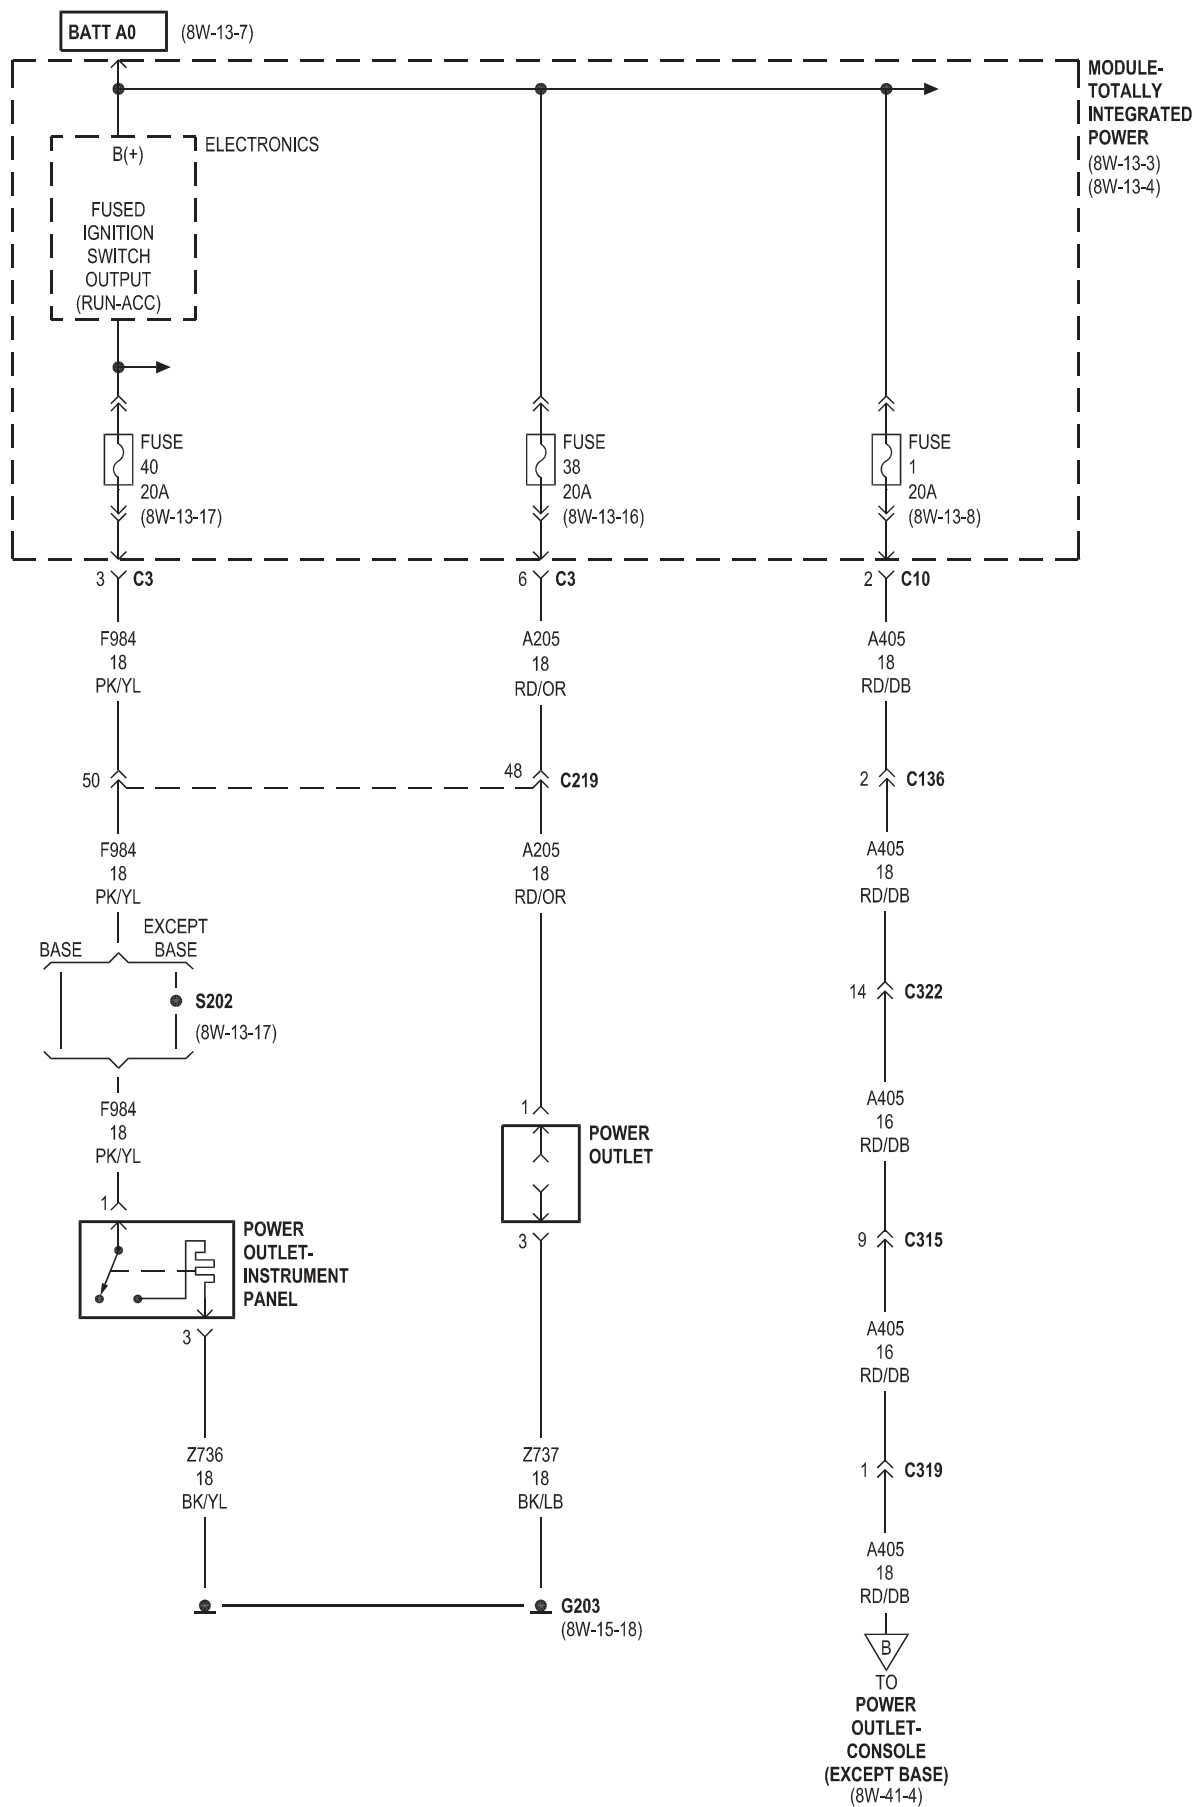 BATT A0 (8W-13-7)
MODULE-
TOTALLY
INTEGRATED
POWER
(8W-13-3)
(8W-13-4)
ELECTRONICS
B(+)
FUSED
IGNITION
SWITCH
OUTPUT
(RUN-ACC)
FUSE
40
20A
(8W-13-17)
FUSE
38
20A
(8W-13-16)
FUSE
1
20A
(8W-13-8)
3 C3
6 C3
2 C10
F984
18
PK/YL
A205
18
RD/OR
A405
18
RD/DB
50
48 C219
2 C136
F984
18
PK/YL
A205
18
RD/OR
A405
18
RD/DB
BASE
EXCEPT
BASE
S202
(8W-13-17)
14 C322
F984
18
PK/YL
A405
16
RD/DB
1
POWER
OUTLET
3
1
POWER
OUTLET-
INSTRUMENT
PANEL
3
9 C315
A405
16
RD/DB
Z736
18
BK/YL
Z737
18
BK/LB
1 C319
A405
18
RD/DB
G203
(8W-15-18)
B
TO
POWER
OUTLET-
CONSOLE
(EXCEPT BASE)
(8W-41-4)